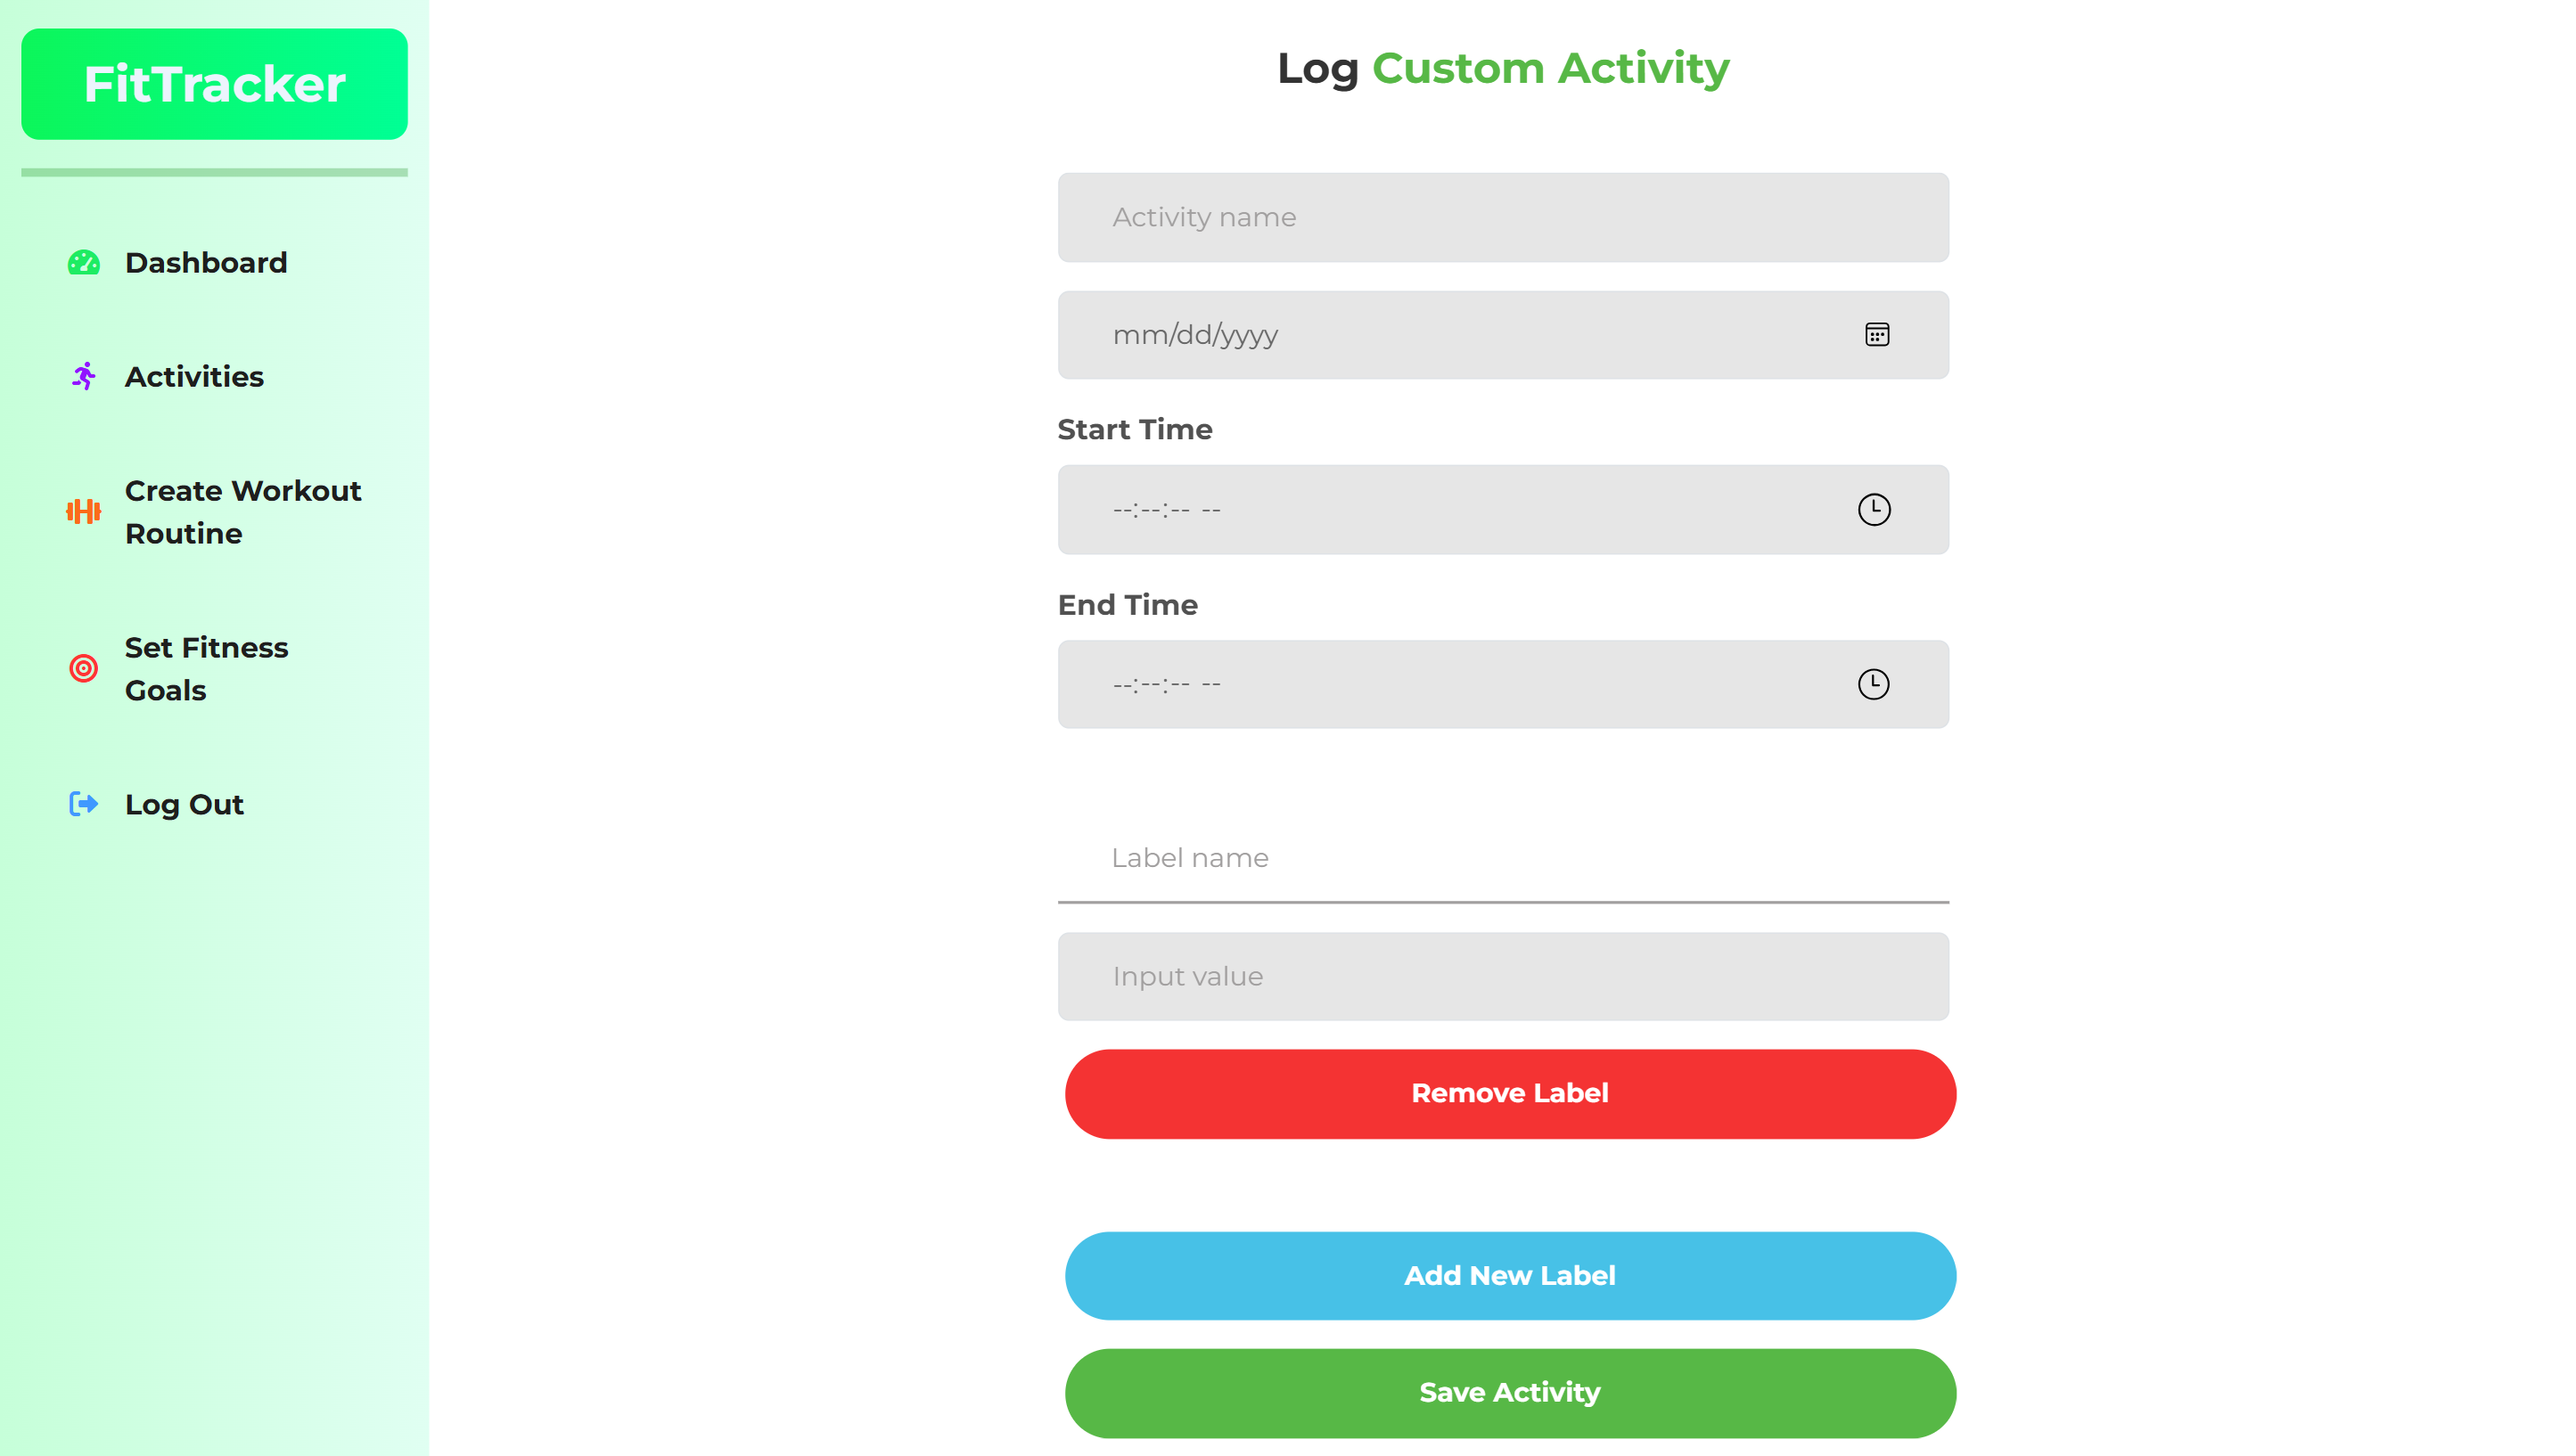 FitTracker
Dashboard
Activities
Create Workout
Routine
Set Fitness
Goals
Log Out
Log Custom Activity
Activity name
mm/dd/yyyy
Start Time
--:--:-- --
End Time
--:--:-- --
Label name
Input value
Remove Label
Add New Label
Save Activity